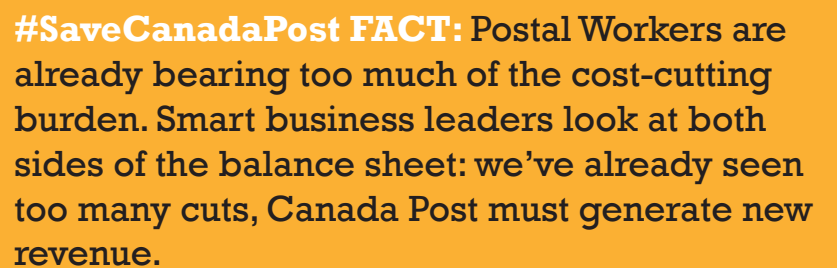 #SaveCanadaPost FACT: Postal Workers are
already bearing too much of the cost-cutting
burden. Smart business leaders look at both
sides of the balance sheet: we’ve already seen
too many cuts, Canada Post must generate new
revenue.